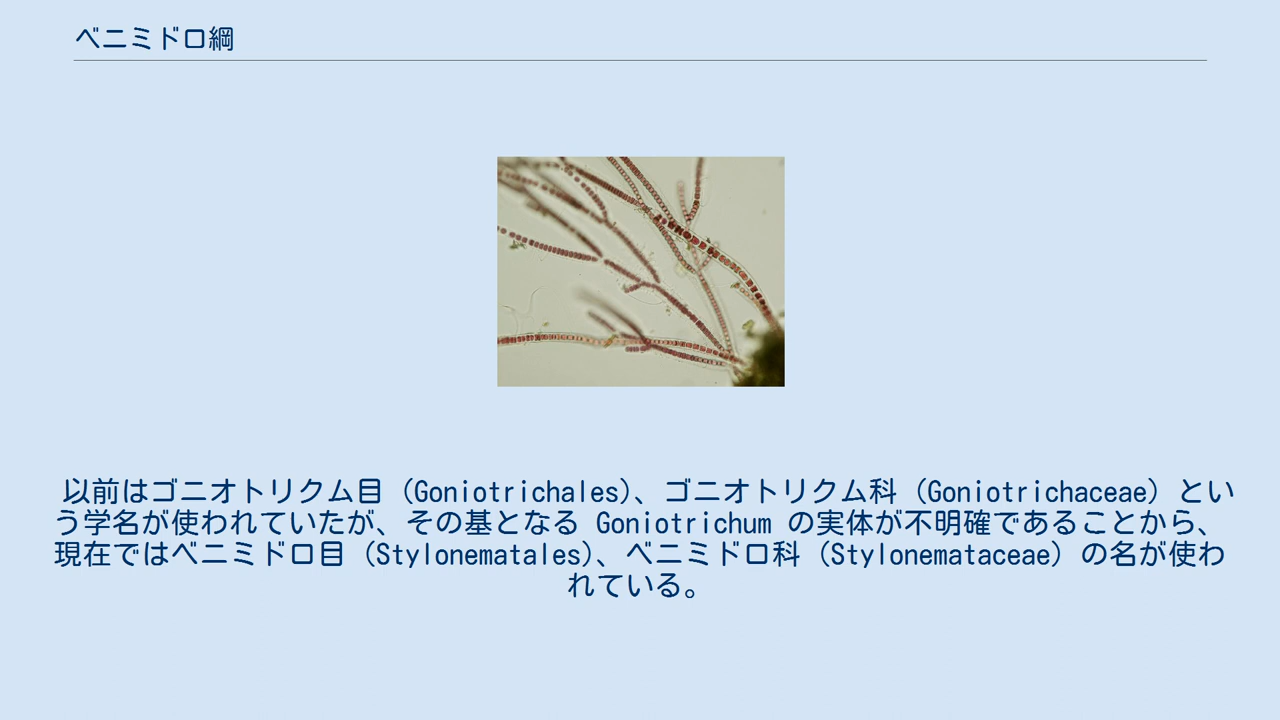 ベニミドロ綱
以前はゴニオトリクム目（Goniotrichales）、ゴニオトリクム科（Goniotrichaceae）とい
う学名が使われていたが、その基となる Goniotrichum の実体が不明確であることから、
現在ではベニミドロ目（Stylonematales）、ベニミドロ科（Stylonemataceae）の名が使わ
れている。